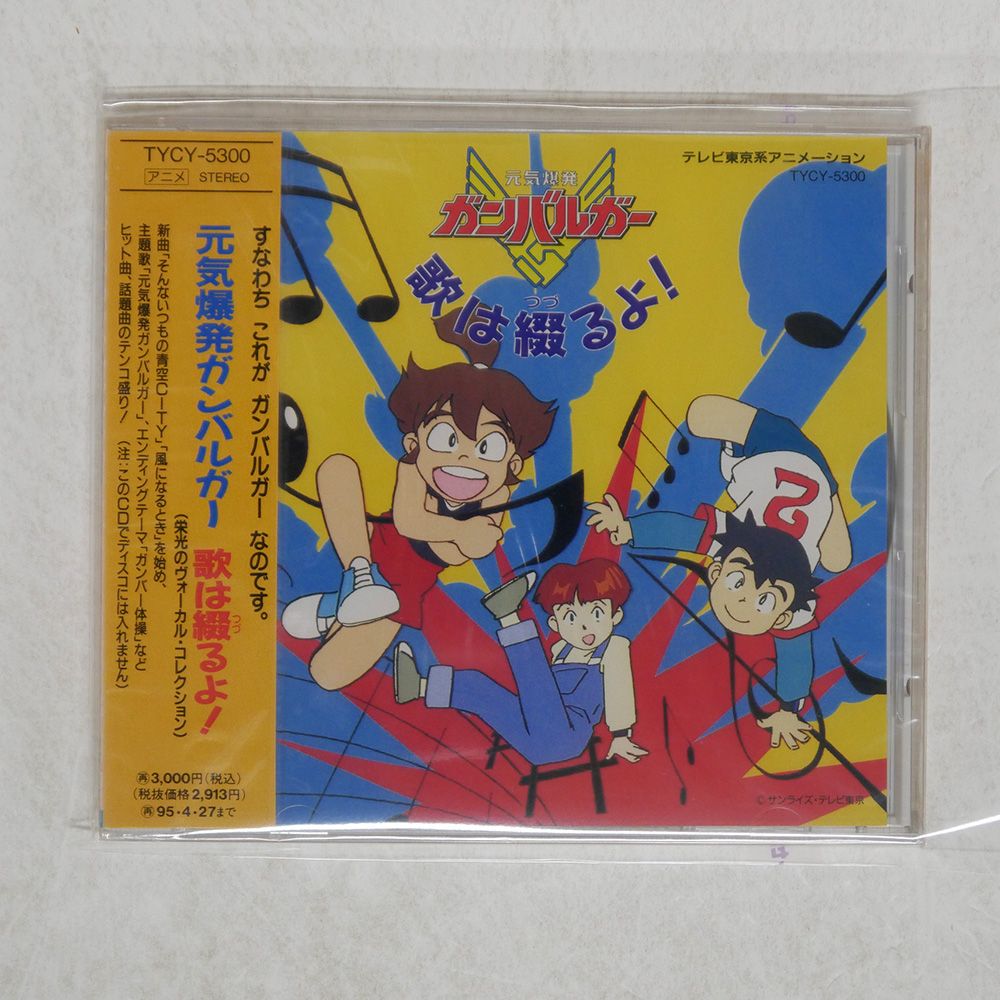 TYCY-5300
アニメ STEREO
すなわち これが ガンバルガー なのです。
元気爆発ガンバルガー 歌は綴るよ!
つづ
(栄光のヴォーカル・コレクション)
新曲「そんないつもの青空CITY」「風になるとき」を始め、
主題歌「元気爆発ガンバルガー」、エンディングテーマ「ガンバー体操」など
ヒット曲、話題曲のテンコ盛り!
(注:このCDでディスコには入れません)
再3,000円(税込)
(税抜価格2,913円)
再95・4・27まで
テレビ東京系アニメーション
TYCY-5300
元気爆発
ガンバルガー
つづ
歌は綴るよ!
2
© サンライズ・テレビ東京